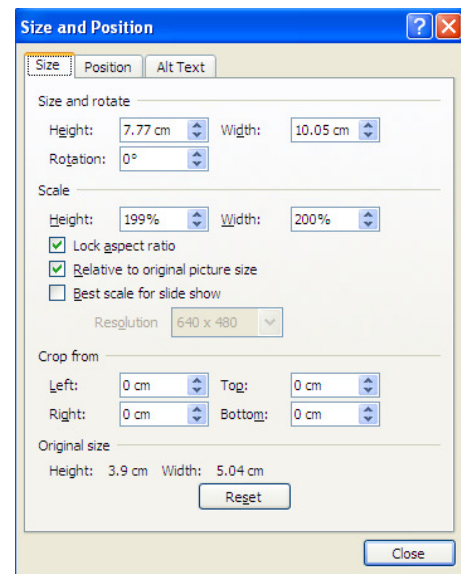 Size and Position
Size Position Alt Text
Size and rotate
Height: 7.77 cm Width: 10.05 cm
Rotation: 0°
Scale
Height: 199% Width: 200%
Lock aspect ratio
Relative to original picture size
Best scale for slide show
Resolution 640 x 480
Crop from
Left: 0 cm Top: 0 cm
Right: 0 cm Bottom: 0 cm
Original size
Height: 3.9 cm Width: 5.04 cm
Reset
Close